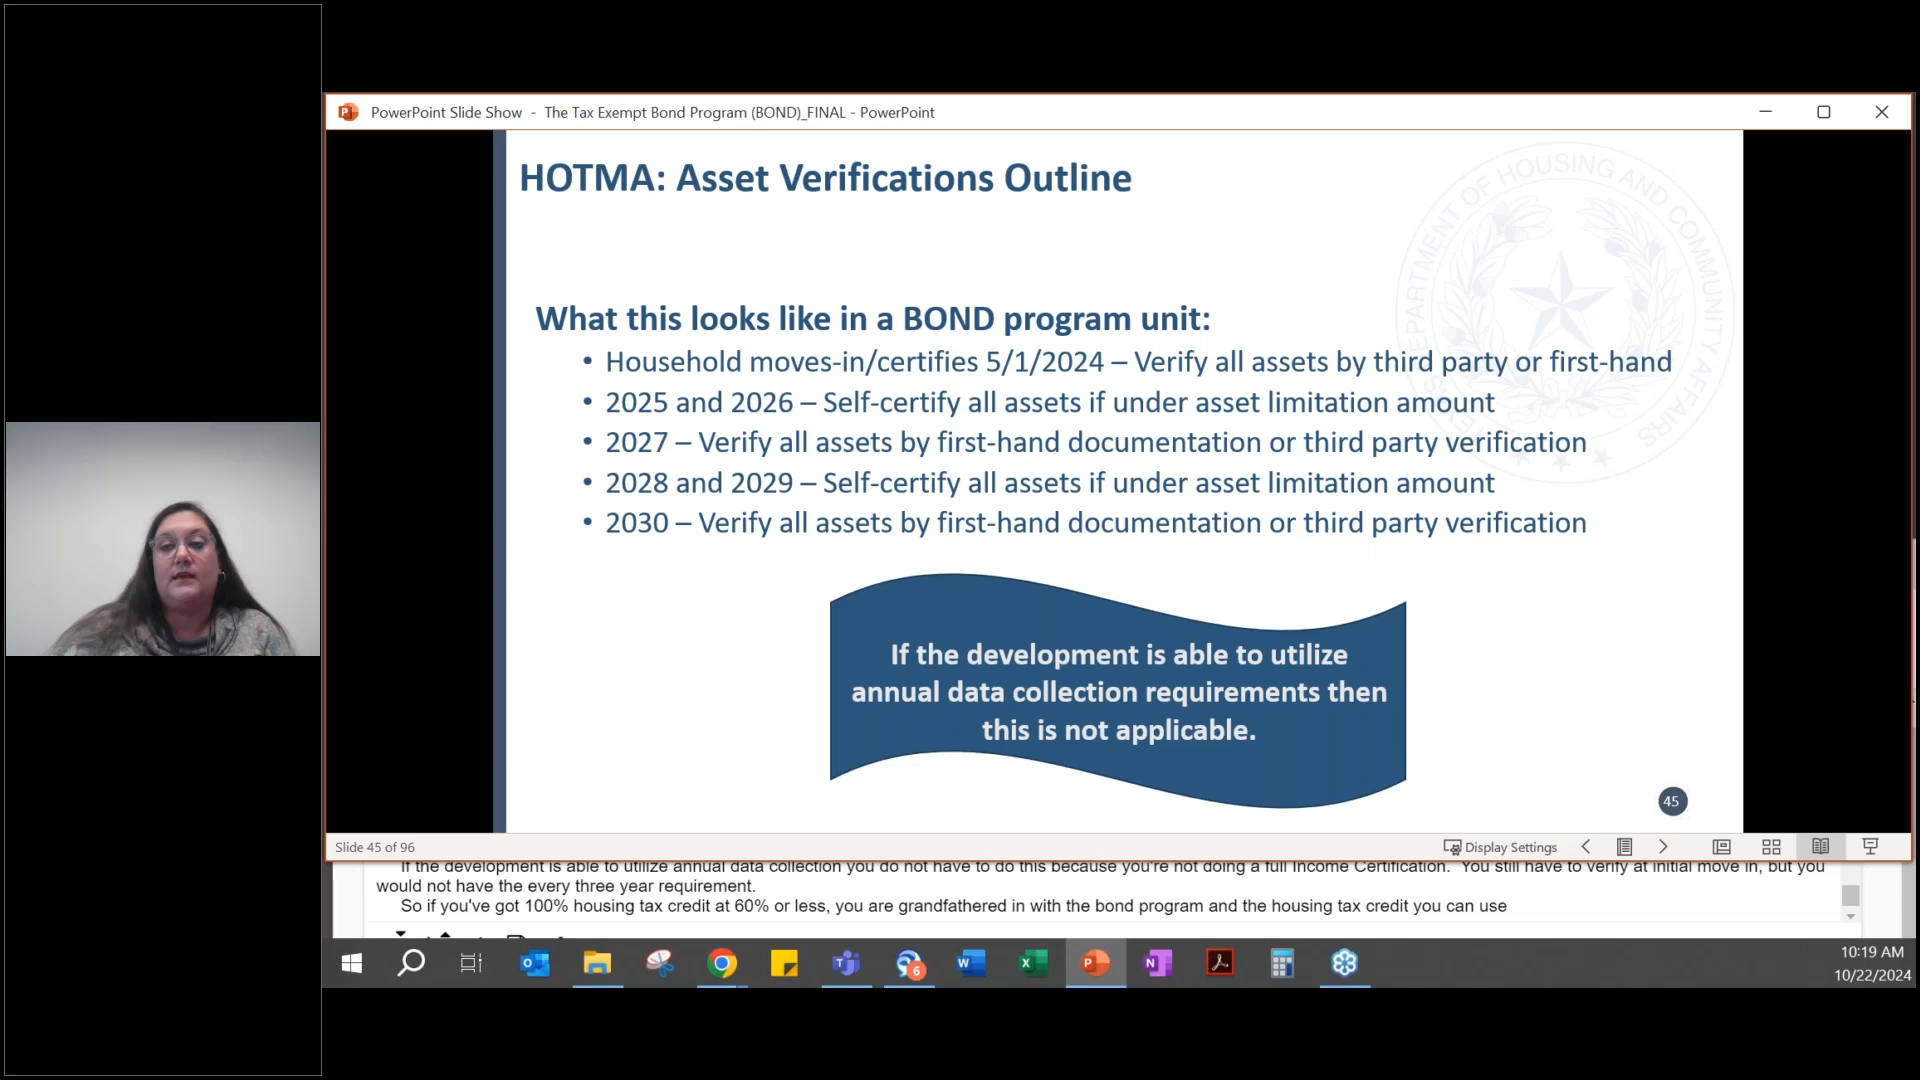 PowerPoint Slide Show - The Tax Exempt Bond Program (BOND)_FINAL - PowerPoint
HOTMA: Asset Verifications Outline
DEPARTMENT OF HOUSING AND COMMUNITY AFFAIRS
What this looks like in a BOND program unit:
• Household moves-in/certifies 5/1/2024 – Verify all assets by third party or first-hand
• 2025 and 2026 – Self-certify all assets if under asset limitation amount
• 2027 – Verify all assets by first-hand documentation or third party verification
• 2028 and 2029 – Self-certify all assets if under asset limitation amount
• 2030 – Verify all assets by first-hand documentation or third party verification
If the development is able to utilize
annual data collection requirements then
this is not applicable.
45
Slide 45 of 96
Display Settings
If the development is able to utilize annual data collection you do not have to do this because you're not doing a full Income Certification. You still have to verify at initial move in, but you
would not have the every three year requirement.
So if you've got 100% housing tax credit at 60% or less, you are grandfathered in with the bond program and the housing tax credit you can use
6
10:19 AM
10/22/2024